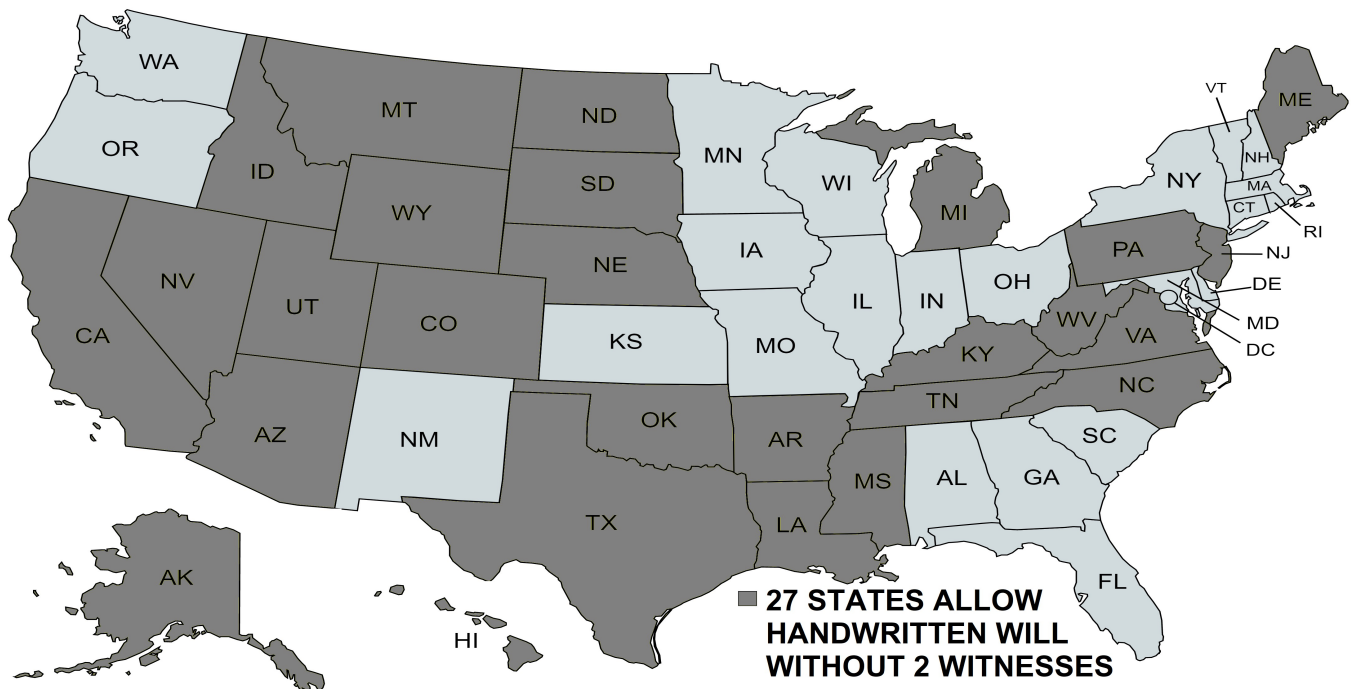 WA
MT
ND
MN
VT
ME
OR
ID
SD
WI
NH
NY
MA
WY
MI
CT
RI
IA
PA
NJ
NE
NV
IL
IN
OH
DE
UT
CO
MD
CA
KS
MO
WV
VA
DC
KY
NC
TN
AZ
NM
OK
AR
SC
MS
AL
GA
TX
LA
AK
FL
HI
27 STATES ALLOW
HANDWRITTEN WILL
WITHOUT 2 WITNESSES